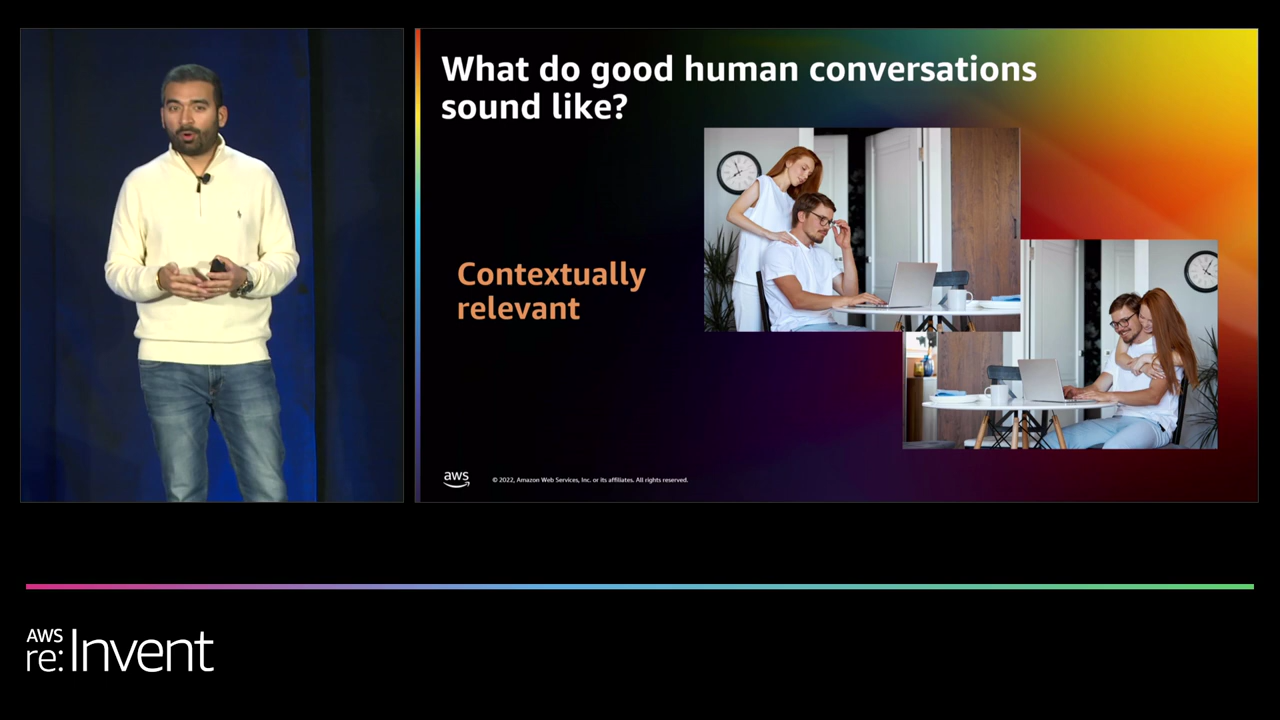 What do good human conversations
sound like?
Contextually
relevant
aws
© 2022, Amazon Web Services, Inc. or its affiliates. All rights reserved.
AWS
re:Invent